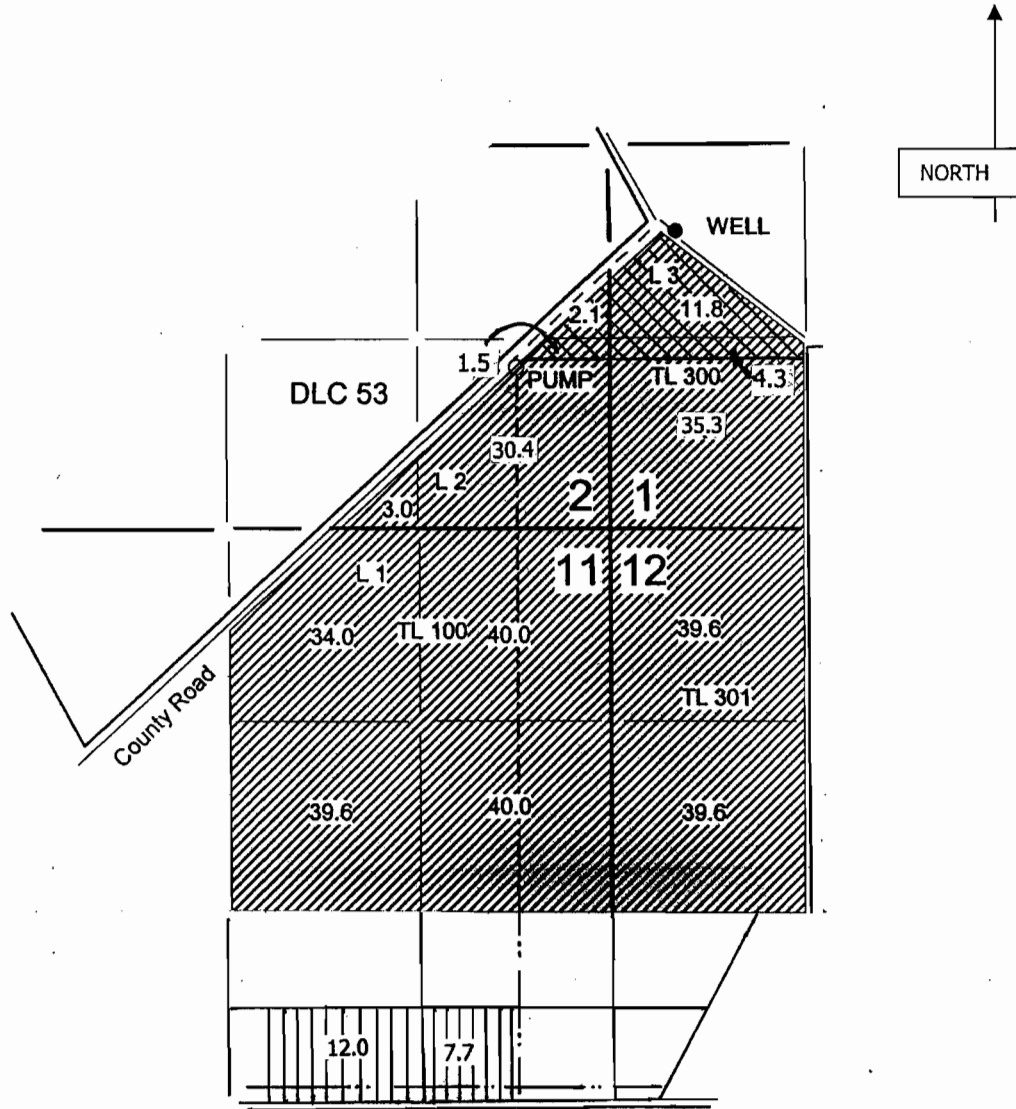 NORTH
WELL
L 3
11.8
2.1
1.5
PUMP
TL 300
4.3
DLC 53
35.3
30.4
L 2
2 1
3.0
11 12
L 1
34.0
TL 100
40.0
39.6
TL 301
County Road
39.6
40.0
39.6
12.0
7.7